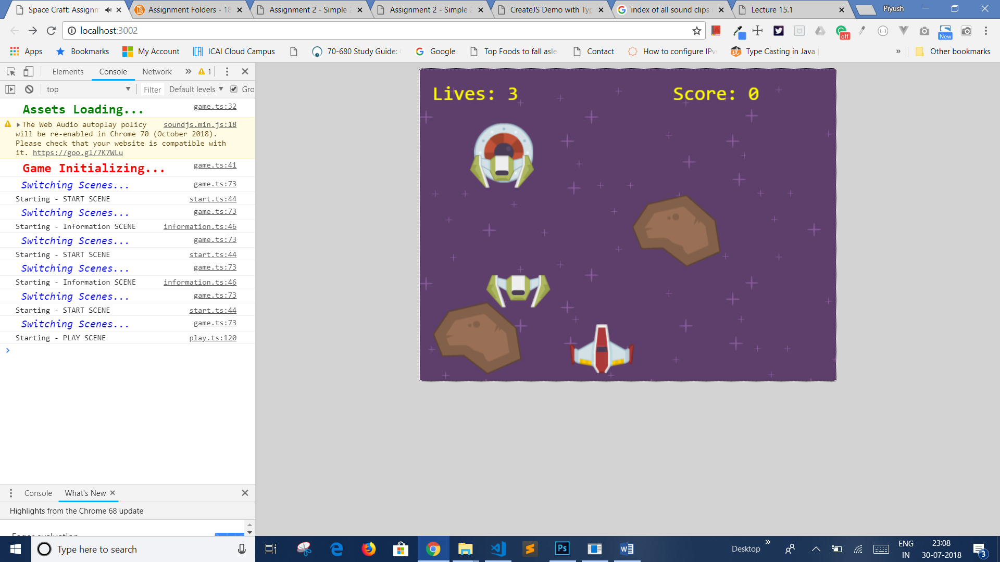 Space Craft: Assignm
Assignment Folders - 18
Assignment 2 - Simple 2
Assignment 2 - Simple 2
CreateJS Demo with Typ
index of all sound clips
Lecture 15.1
Piyush
localhost:3002
off
New
Apps
Bookmarks
My Account
ICAI Cloud Campus
70-680 Study Guide:
Google
Top Foods to fall asle
Contact
How to configure IPv
Type Casting in Java |
»
Other bookmarks
Elements
Console
Network
»
1
top
Filter
Default levels
Gro
Assets Loading... game.ts:32
The Web Audio autoplay policy soundjs.min.js:18
will be re-enabled in Chrome 70 (October 2018).
Please check that your website is compatible with
it. https://goo.gl/7K7WLu
Game Initializing... game.ts:41
Switching Scenes... game.ts:73
Starting - START SCENE start.ts:44
Switching Scenes... game.ts:73
Starting - Information SCENE information.ts:46
Switching Scenes... game.ts:73
Starting - START SCENE start.ts:44
Switching Scenes... game.ts:73
Starting - Information SCENE information.ts:46
Switching Scenes... game.ts:73
Starting - START SCENE start.ts:44
Switching Scenes... game.ts:73
Starting - PLAY SCENE play.ts:120
Lives: 3
Score: 0
Console
What's New
Highlights from the Chrome 68 update
Eager evaluation
Type here to search
Ps
Desktop
»
ENG
IN
23:08
30-07-2018
3